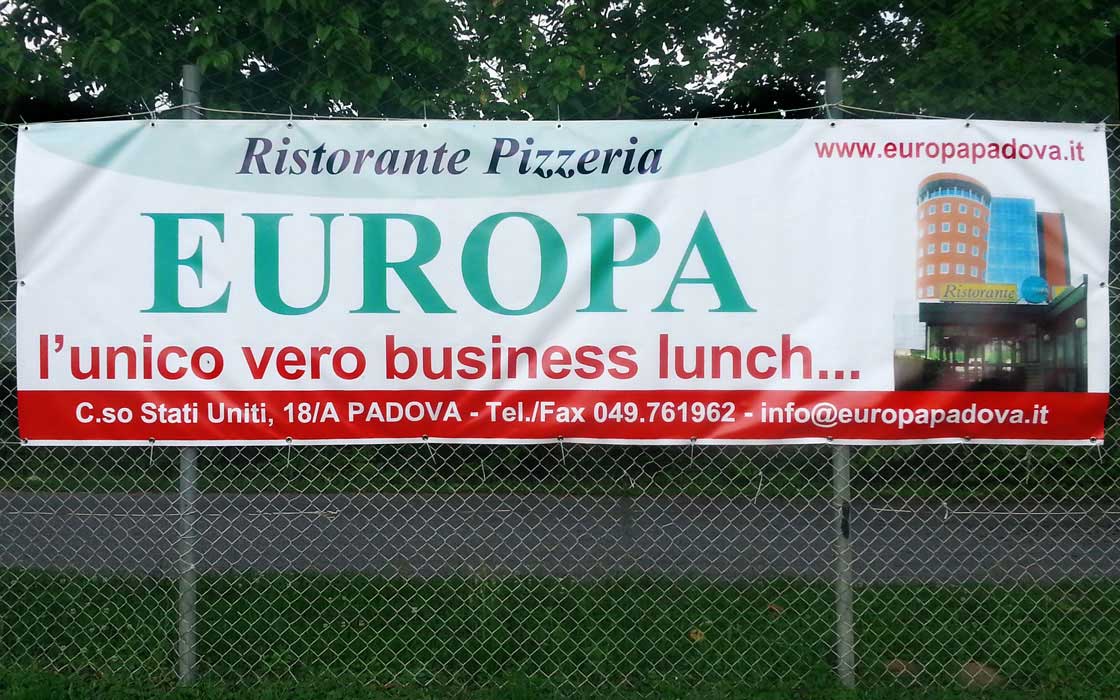 Ristorante Pizzeria
www.europapadova.it
EUROPA
Ristorante
l'unico vero business lunch...
C.so Stati Uniti, 18/A PADOVA - Tel./Fax 049.761962 - info@europapadova.it